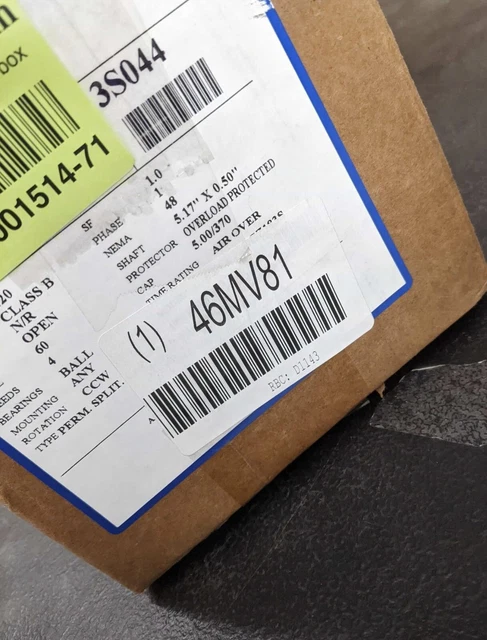 DOX
3S044
001514-71
SF 1.0
PHASE 1
NEMA 48
SHAFT 5.17" X 0.50"
PROTECTOR OVERLOAD PROTECTED
CAP 5.00/370
TIME RATING AIR OVER
20
CLASS B
N/R
OPEN
60
4
BEARINGS BALL
MOUNTING ANY
ROTATION CCW
TYPE PERM. SPLIT.
(1) 46MV81
RBC: D1143